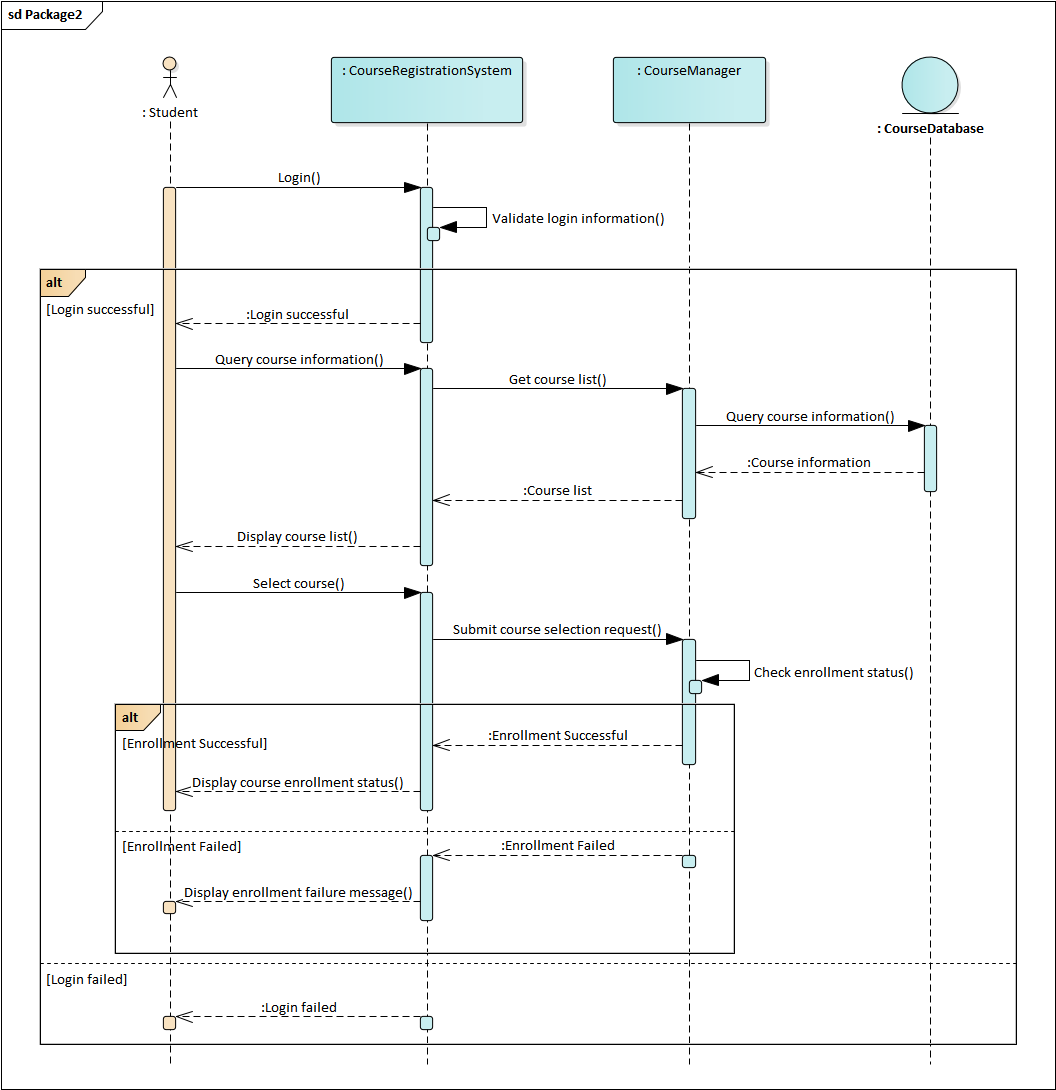 sd Package2
: Student
: CourseRegistrationSystem
: CourseManager
: CourseDatabase
Login()
Validate login information()
alt
[Login successful]
:Login successful
Query course information()
Get course list()
Query course information()
:Course information
:Course list
Display course list()
Select course()
Submit course selection request()
Check enrollment status()
alt
[Enrollment Successful]
:Enrollment Successful
Display course enrollment status()
[Enrollment Failed]
:Enrollment Failed
Display enrollment failure message()
[Login failed]
:Login failed